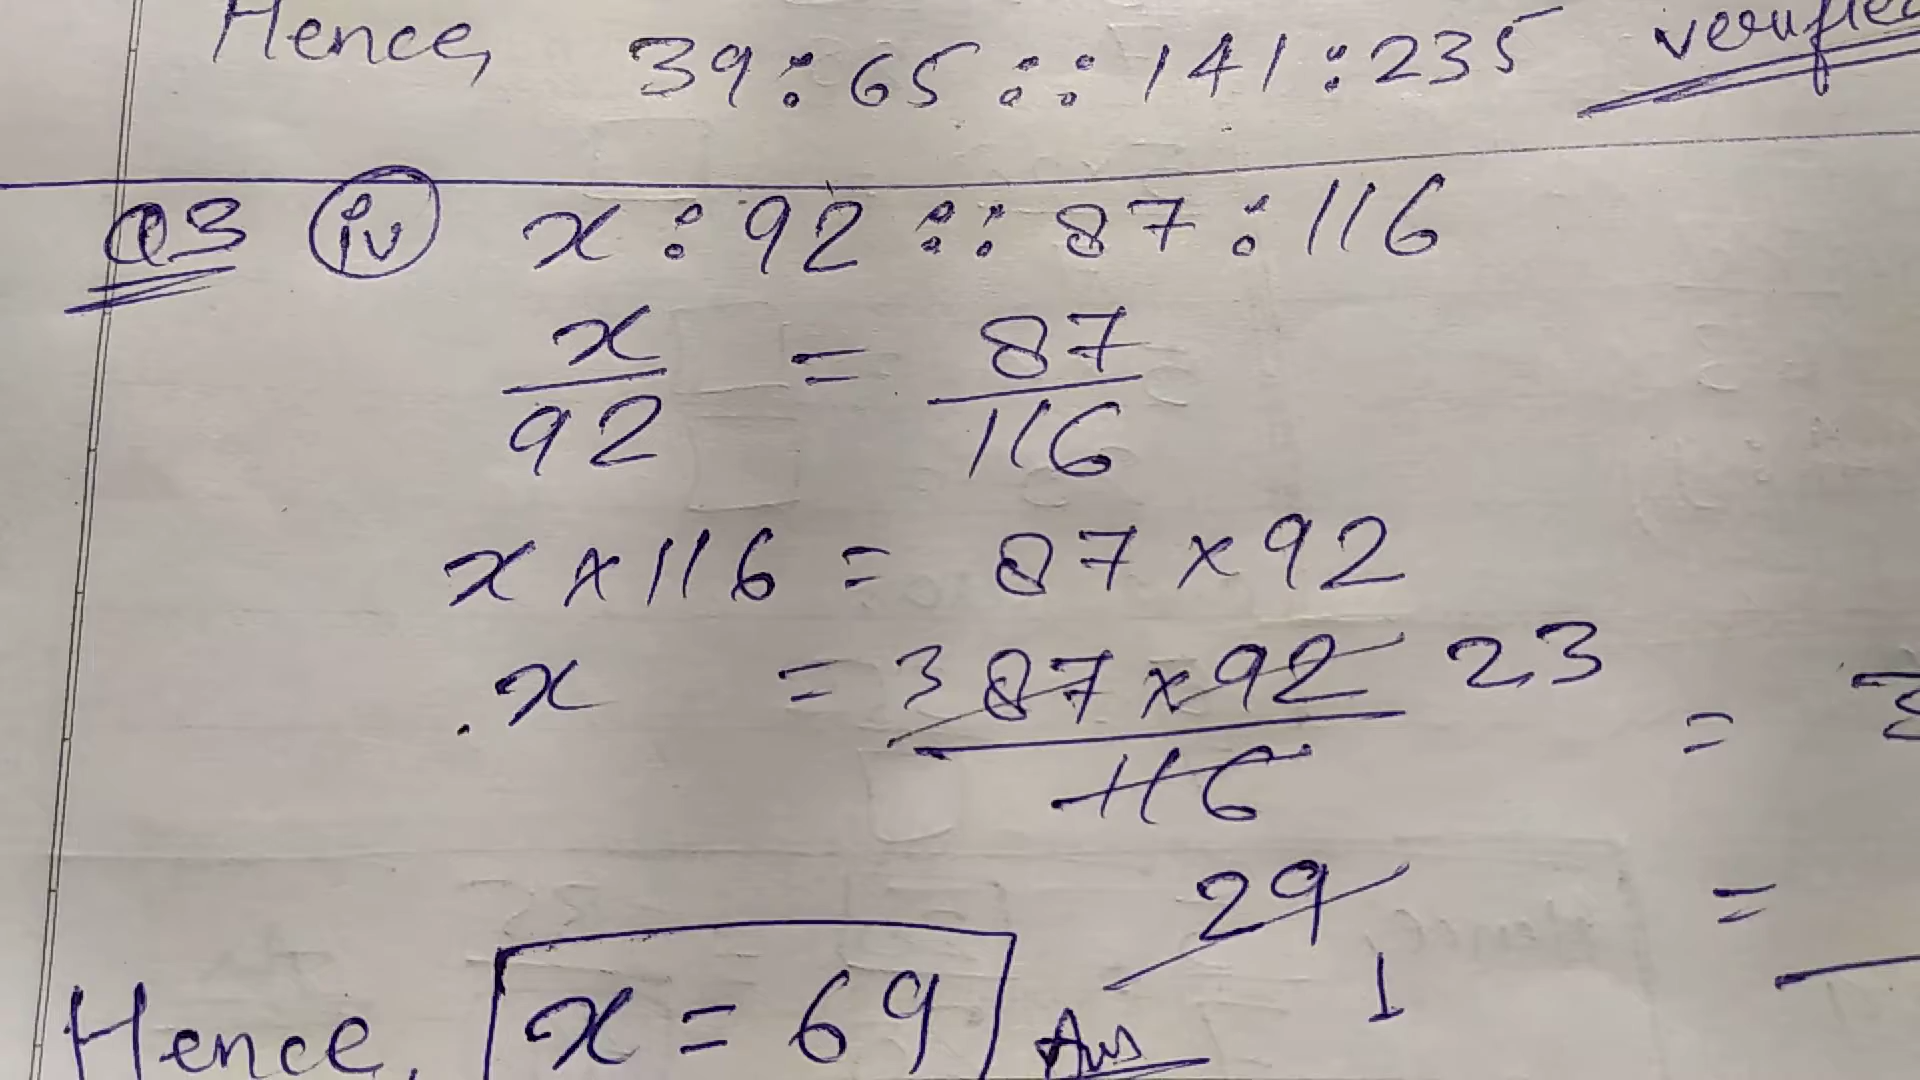 Hence, 39 : 65 :: 141 : 235 verified
Q3 (iv) x : 92 :: 87 : 116
x/92 = 87/116
x × 116 = 87 × 92
x = 3 87 × 92 23 =
116
29 =
1
Hence, x = 69 Ans